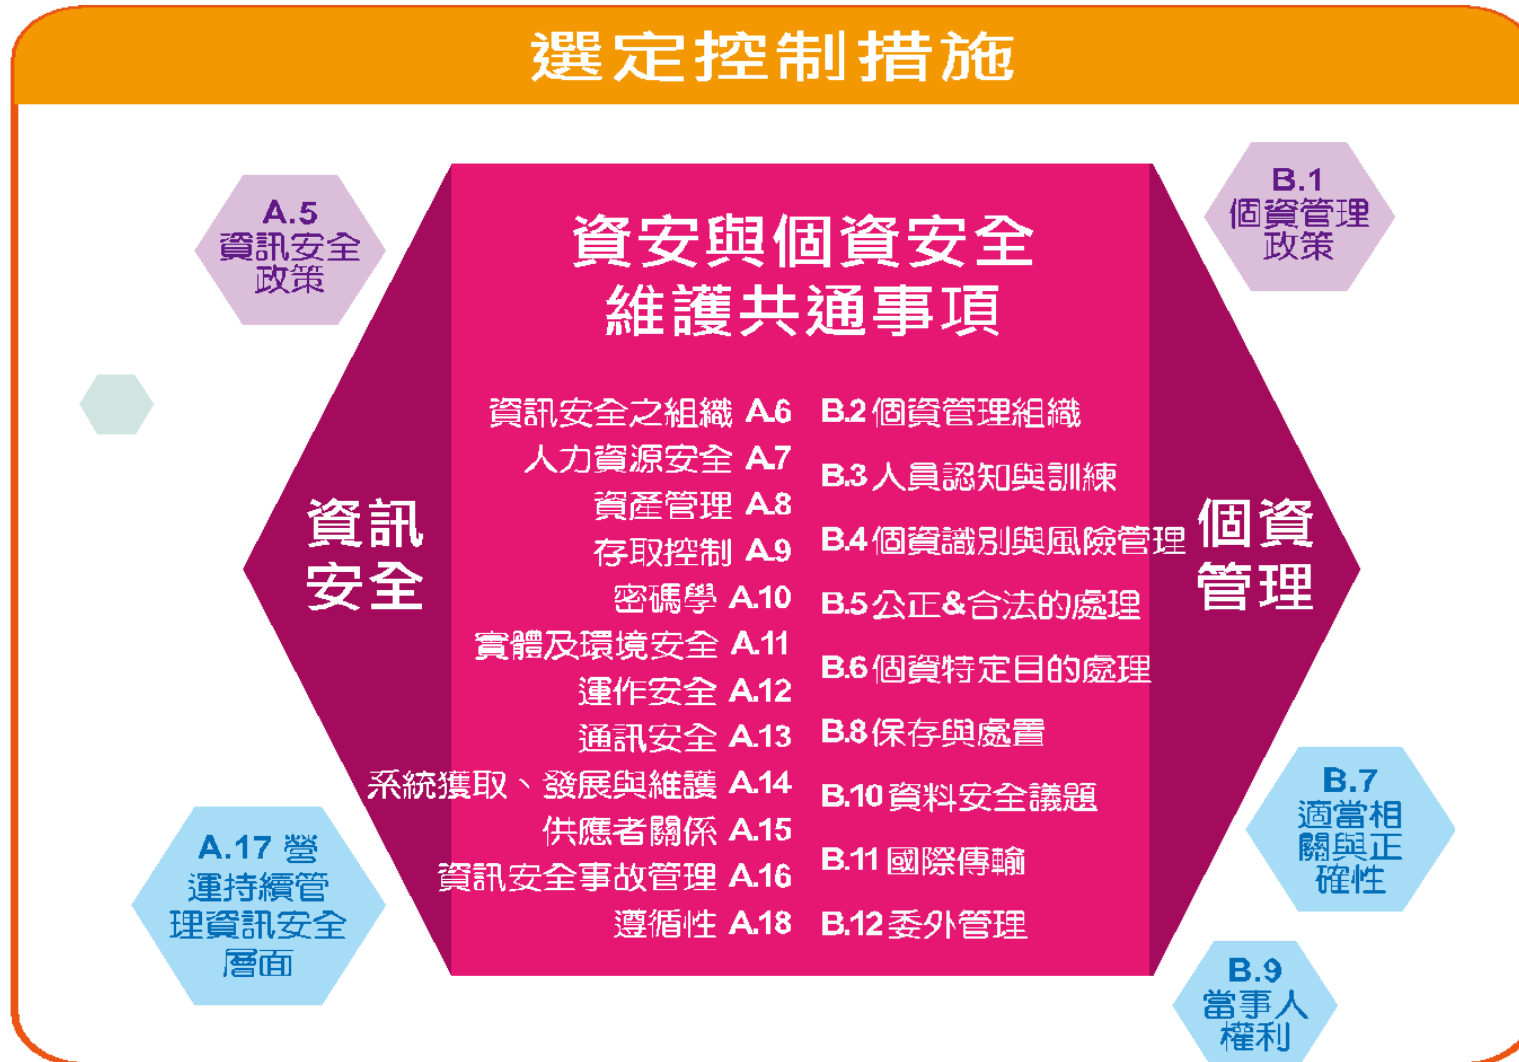 選定控制措施
A.5
資訊安全
政策
B.1
個資管理
政策
資安與個資安全
維護共通事項
資訊
安全
個資
管理
資訊安全之組織 A.6
人力資源安全 A.7
資產管理 A.8
存取控制 A.9
密碼學 A.10
實體及環境安全 A.11
運作安全 A.12
通訊安全 A.13
系統獲取、發展與維護 A.14
供應者關係 A.15
資訊安全事故管理 A.16
遵循性 A.18
B.2 個資管理組織
B.3 人員認知與訓練
B.4 個資識別與風險管理
B.5 公正&合法的處理
B.6 個資特定目的處理
B.8 保存與處置
B.10 資料安全議題
B.11 國際傳輸
B.12 委外管理
A.17 營
運持續管
理資訊安全
層面
B.7
適當相
關與正
確性
B.9
當事人
權利